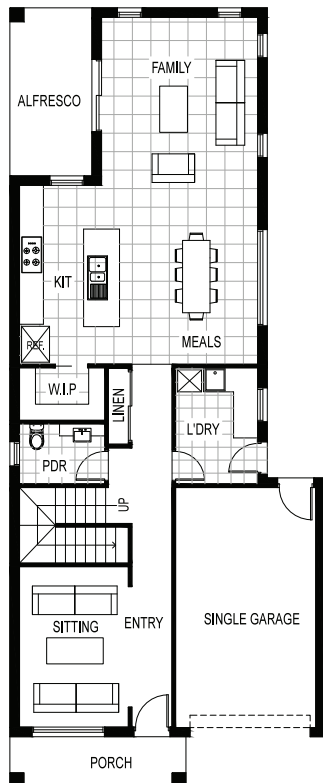 FAMILY
ALFRESCO
KIT
MEALS
REF.
W.I.P
LINEN
L'DRY
PDR
UP
SITTING
ENTRY
SINGLE GARAGE
PORCH